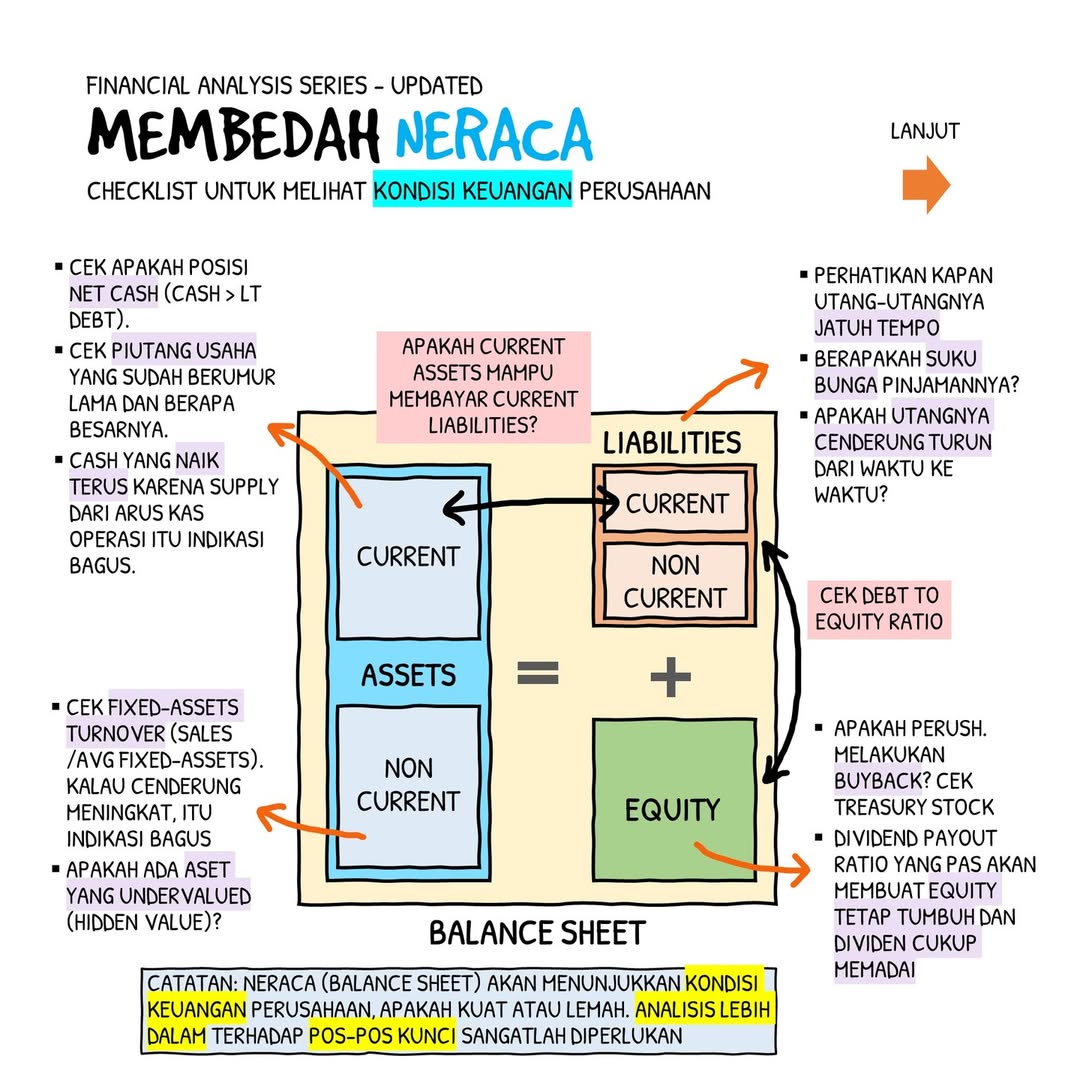 FINANCIAL ANALYSIS SERIES – UPDATED
MEMBEDAH NERACA
CHECKLIST UNTUK MELIHAT KONDISI KEUANGAN PERUSAHAAN
LANJUT
▪ CEK APAKAH POSISI
NET CASH (CASH > LT
DEBT).
▪ CEK PIUTANG USAHA
YANG SUDAH BERUMUR
LAMA DAN BERAPA
BESARNYA.
▪ CASH YANG NAIK
TERUS KARENA SUPPLY
DARI ARUS KAS
OPERASI ITU INDIKASI
BAGUS.
APAKAH CURRENT
ASSETS MAMPU
MEMBAYAR CURRENT
LIABILITIES?
▪ PERHATIKAN KAPAN
UTANG-UTANGNYA
JATUH TEMPO
▪ BERAPAKAH SUKU
BUNGA PINJAMANNYA?
▪ APAKAH UTANGNYA
CENDERUNG TURUN
DARI WAKTU KE
WAKTU?
LIABILITIES
CURRENT
NON
CURRENT
CURRENT
ASSETS
NON
CURRENT
=
+
EQUITY
CEK DEBT TO
EQUITY RATIO
▪ CEK FIXED-ASSETS
TURNOVER (SALES
/AVG FIXED-ASSETS).
KALAU CENDERUNG
MENINGKAT, ITU
INDIKASI BAGUS
▪ APAKAH ADA ASET
YANG UNDERVALUED
(HIDDEN VALUE)?
▪ APAKAH PERUSH.
MELAKUKAN
BUYBACK? CEK
TREASURY STOCK
▪ DIVIDEND PAYOUT
RATIO YANG PAS AKAN
MEMBUAT EQUITY
TETAP TUMBUH DAN
DIVIDEN CUKUP
MEMADAI
BALANCE SHEET
CATATAN: NERACA (BALANCE SHEET) AKAN MENUNJUKKAN KONDISI
KEUANGAN PERUSAHAAN, APAKAH KUAT ATAU LEMAH. ANALISIS LEBIH
DALAM TERHADAP POS-POS KUNCI SANGATLAH DIPERLUKAN